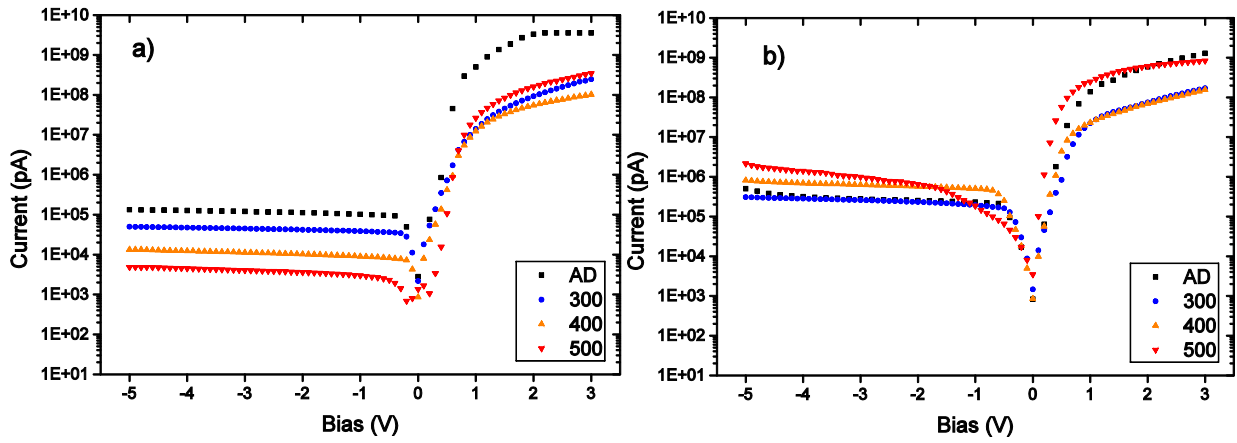 a)
Current (pA)
1E+10
1E+09
1E+08
1E+07
1E+06
1E+05
1E+04
1E+03
1E+02
1E+01
-5 -4 -3 -2 -1 0 1 2 3
Bias (V)
AD
300
400
500
b)
Current (pA)
1E+10
1E+09
1E+08
1E+07
1E+06
1E+05
1E+04
1E+03
1E+02
1E+01
-5 -4 -3 -2 -1 0 1 2 3
Bias (V)
AD
300
400
500